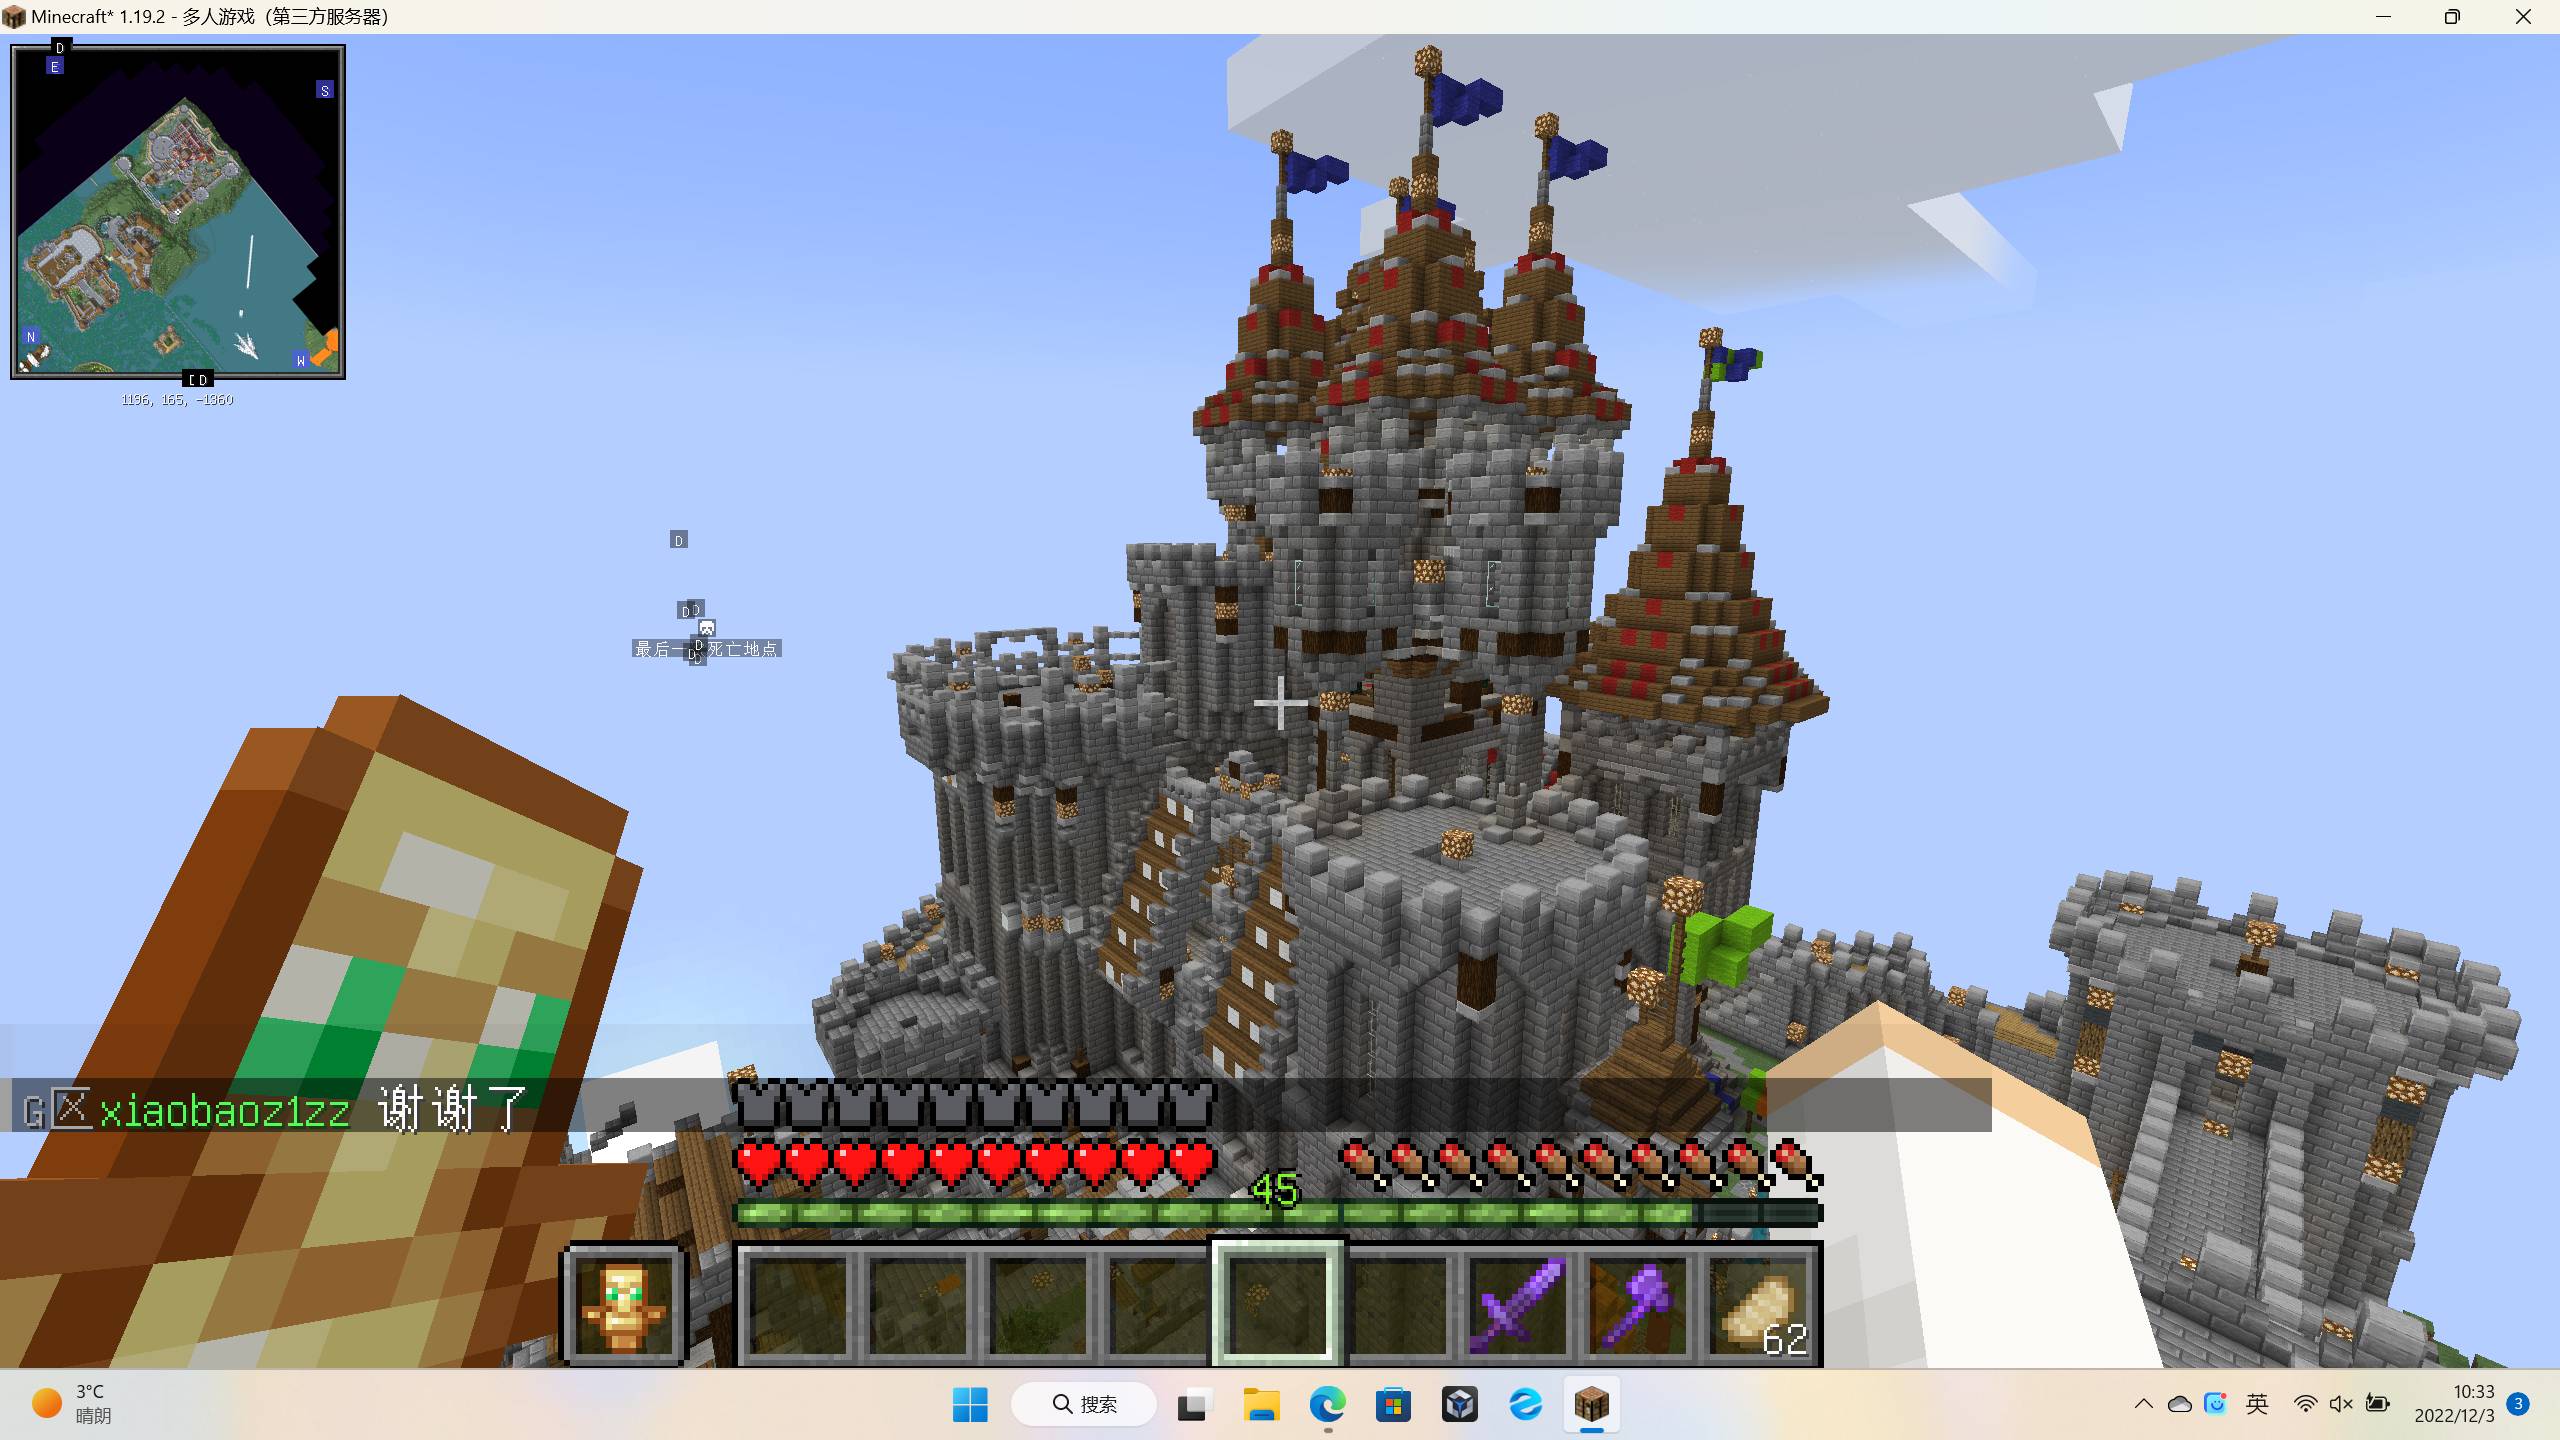 Minecraft* 1.19.2 - 多人游戏（第三方服务器）
D
E
S
N
W
D
1196, 165, -1360
D
D D
D
最后一 死亡地点
D D
G xiaobaoz1zz 谢谢了
45
62
3°C
晴朗
搜索
英
10:33
2022/12/3
3